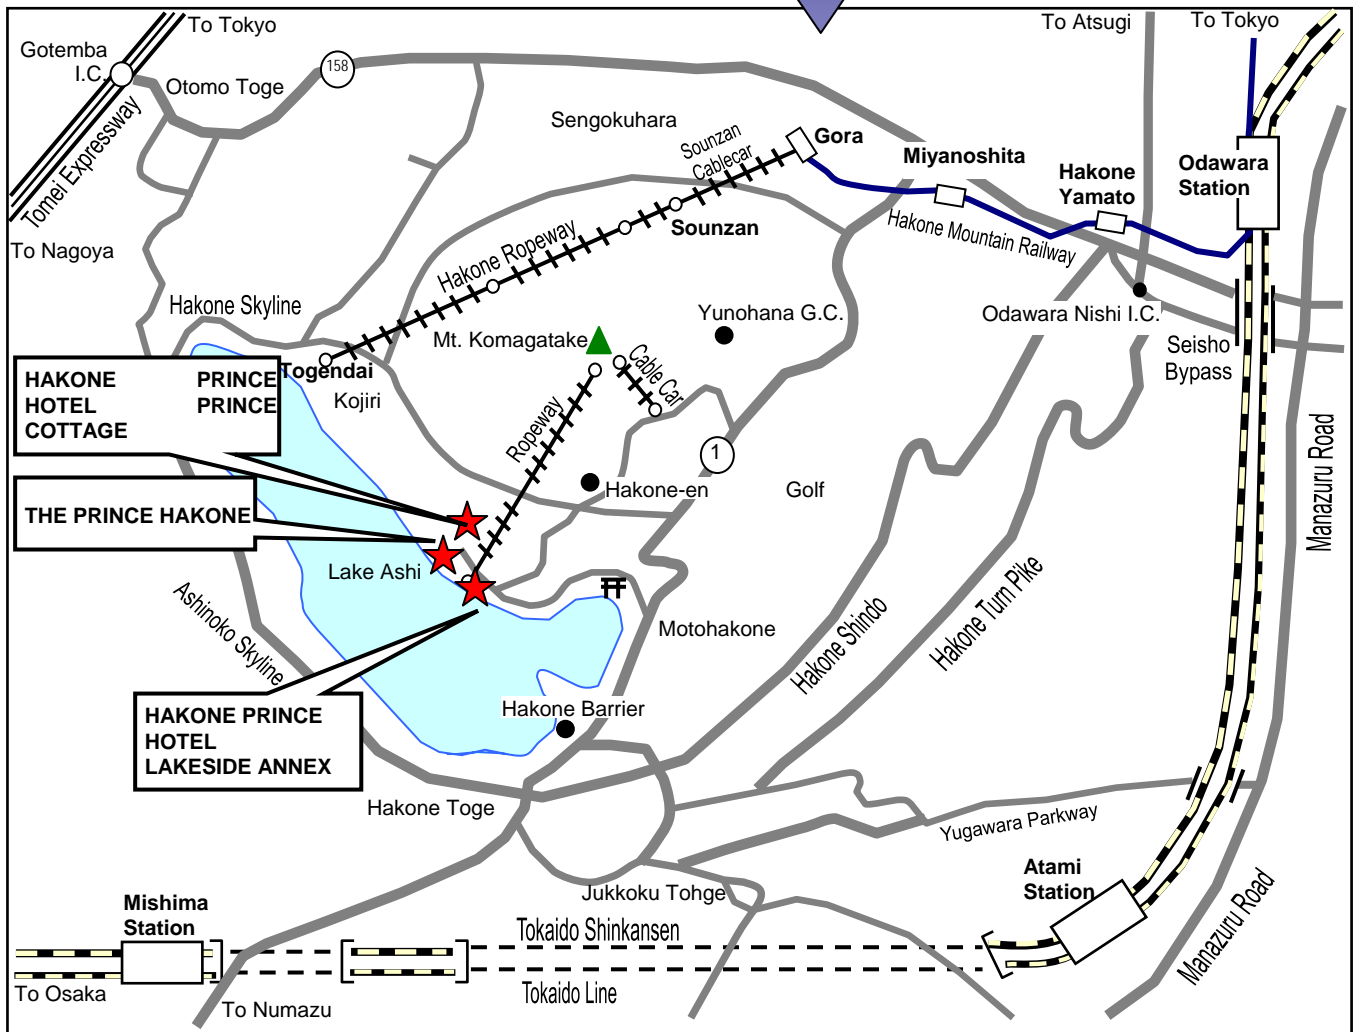 To Tokyo
To Atsugi
To Tokyo
Gotemba
I.C.
Otomo Toge
158
Tomei Expressway
Sengokuhara
Sounzan
Cablecar
Gora
Miyanoshita
Hakone
Yamato
Odawara
Station
To Nagoya
Hakone Ropeway
Sounzan
Hakone Mountain Railway
Hakone Skyline
Yunohana G.C.
Odawara Nishi I.C.
Mt. Komagatake
Cable Car
Seisho
Bypass
Togendai
Kojiri
HAKONE PRINCE
HOTEL PRINCE
COTTAGE
Ropeway
1
Manazuru Road
Hakone-en
Golf
THE PRINCE HAKONE
Lake Ashi
Ashinoko Skyline
Motohakone
Hakone Shindo
Hakone Turn Pike
HAKONE PRINCE
HOTEL
LAKESIDE ANNEX
Hakone Barrier
Hakone Toge
Yugawara Parkway
Jukkoku Tohge
Atami
Station
Manazuru Road
Mishima
Station
Tokaido Shinkansen
Tokaido Line
To Osaka
To Numazu